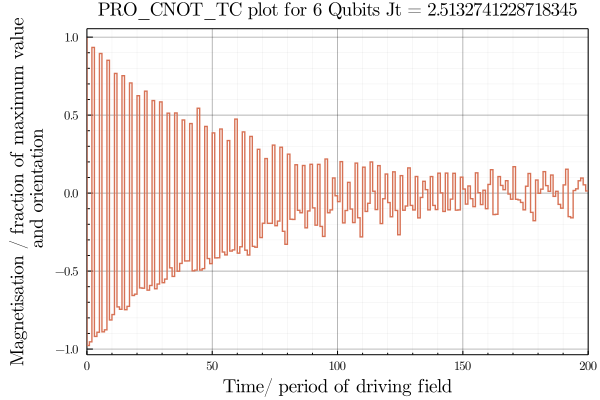 PRO_CNOT_TC plot for 6 Qubits Jt = 2.5132741228718345
Magnetisation / fraction of maximum value
and orientation
1.0
0.5
0.0
−0.5
−1.0
0 50 100 150 200
Time/ period of driving field